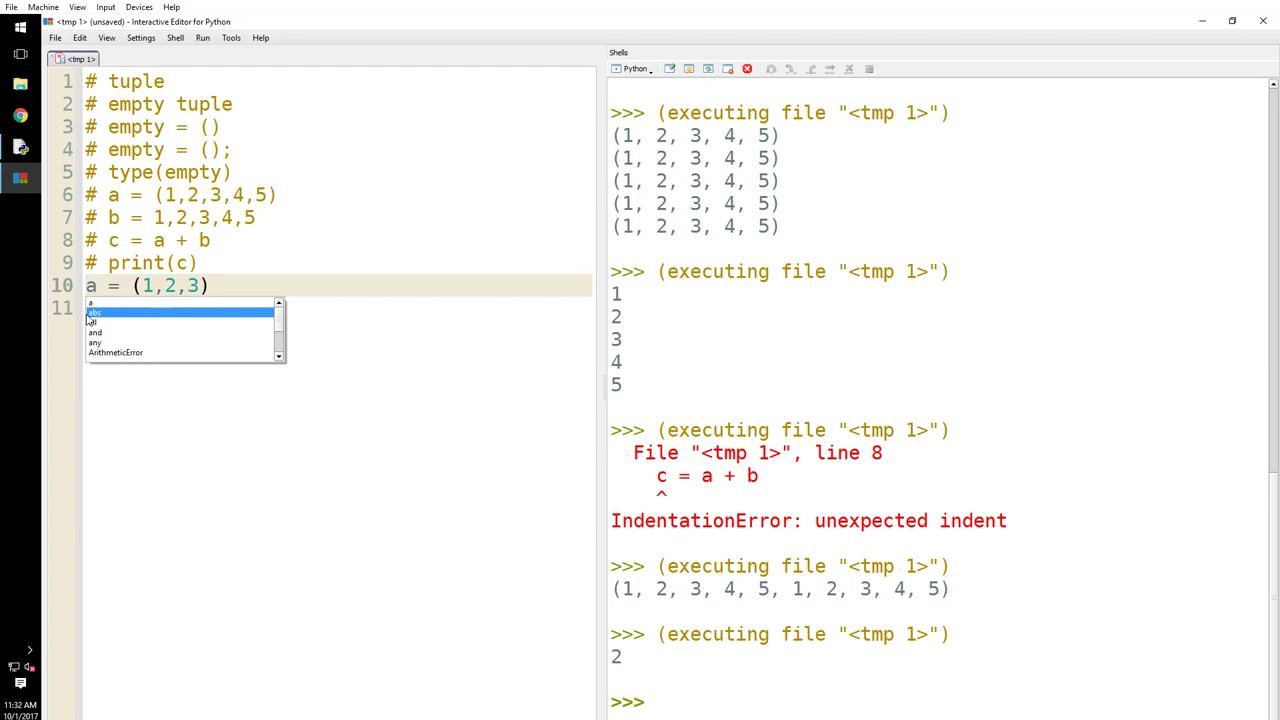 File Machine View Input Devices Help
<tmp 1> (unsaved) - Interactive Editor for Python
File Edit View Settings Shell Run Tools Help
<tmp 1>
1 # tuple
2 # empty tuple
3 # empty = ()
4 # empty = ();
5 # type(empty)
6 # a = (1,2,3,4,5)
7 # b = 1,2,3,4,5
8 # c = a + b
9 # print(c)
10 a = (1,2,3)
11
a
abs
and
any
ArithmeticError
Shells
Python
>>> (executing file "<tmp 1>")
(1, 2, 3, 4, 5)
(1, 2, 3, 4, 5)
(1, 2, 3, 4, 5)
(1, 2, 3, 4, 5)
(1, 2, 3, 4, 5)
>>> (executing file "<tmp 1>")
1
2
3
4
5
>>> (executing file "<tmp 1>")
File "<tmp 1>", line 8
c = a + b
^
IndentationError: unexpected indent
>>> (executing file "<tmp 1>")
(1, 2, 3, 4, 5, 1, 2, 3, 4, 5)
>>> (executing file "<tmp 1>")
2
>>>
11:32 AM
10/1/2017